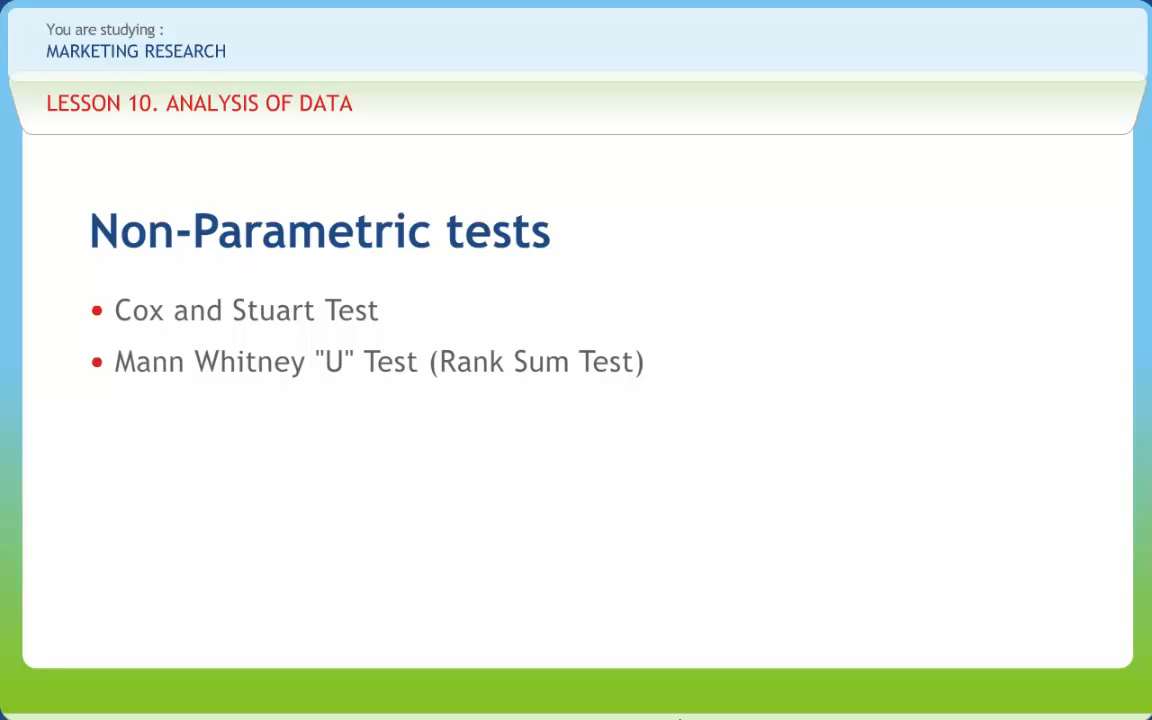 You are studying :
MARKETING RESEARCH
LESSON 10. ANALYSIS OF DATA
Non-Parametric tests
• Cox and Stuart Test
• Mann Whitney "U" Test (Rank Sum Test)